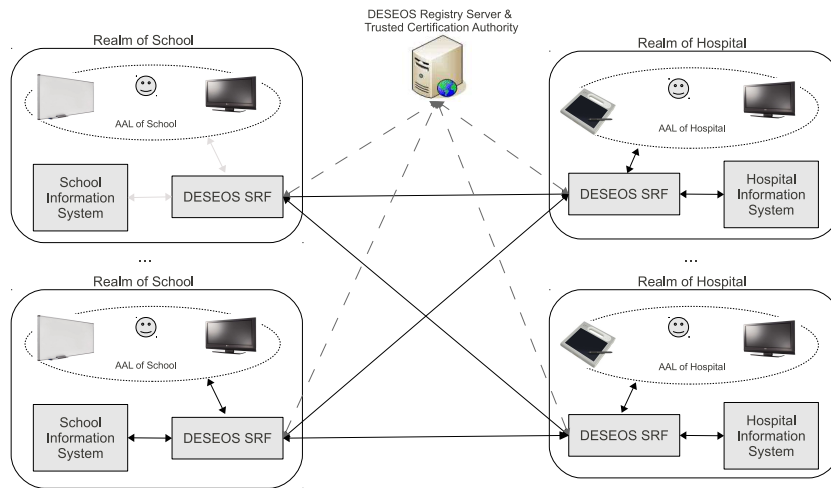 DESEOS Registry Server &
Trusted Certification Authority
Realm of School
AAL of School
School
Information
System
DESEOS SRF
Realm of Hospital
AAL of Hospital
DESEOS SRF
Hospital
Information
System
...
...
Realm of School
AAL of School
School
Information
System
DESEOS SRF
Realm of Hospital
AAL of Hospital
DESEOS SRF
Hospital
Information
System